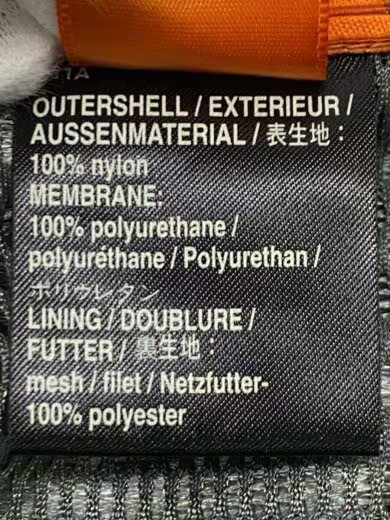 1A
OUTERSHELL / EXTERIEUR /
AUSSENMATERIAL / 表生地：
100% nylon
MEMBRANE:
100% polyurethane /
polyuréthane / Polyurethan /
ポリウレタン
LINING / DOUBLURE /
FUTTER / 裏生地：
mesh / filet / Netzfutter-
100% polyester